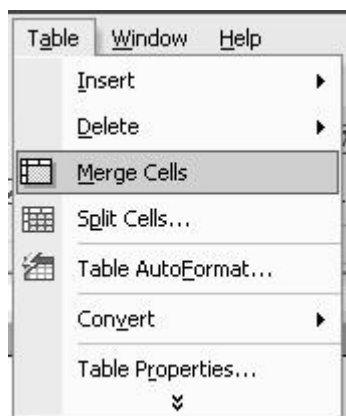 Table Window Help
Insert
Delete
Merge Cells
Split Cells...
Table AutoFormat...
Convert
Table Properties...